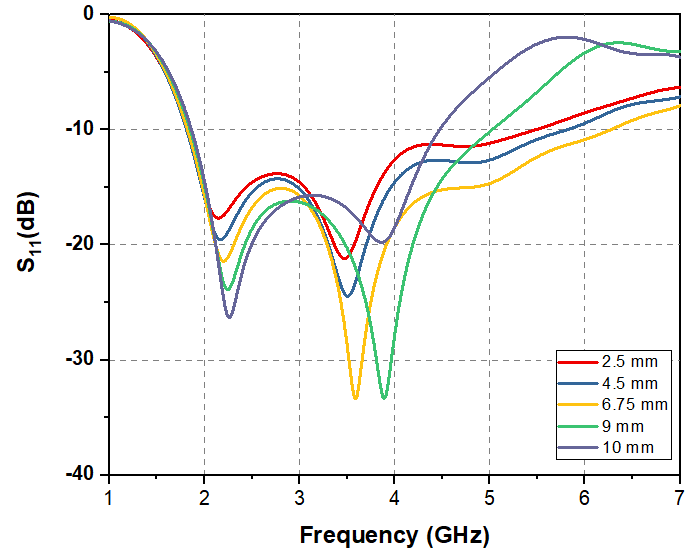 0
-10
-20
-30
-40
S11(dB)
2.5 mm
4.5 mm
6.75 mm
9 mm
10 mm
1 2 3 4 5 6 7
Frequency (GHz)